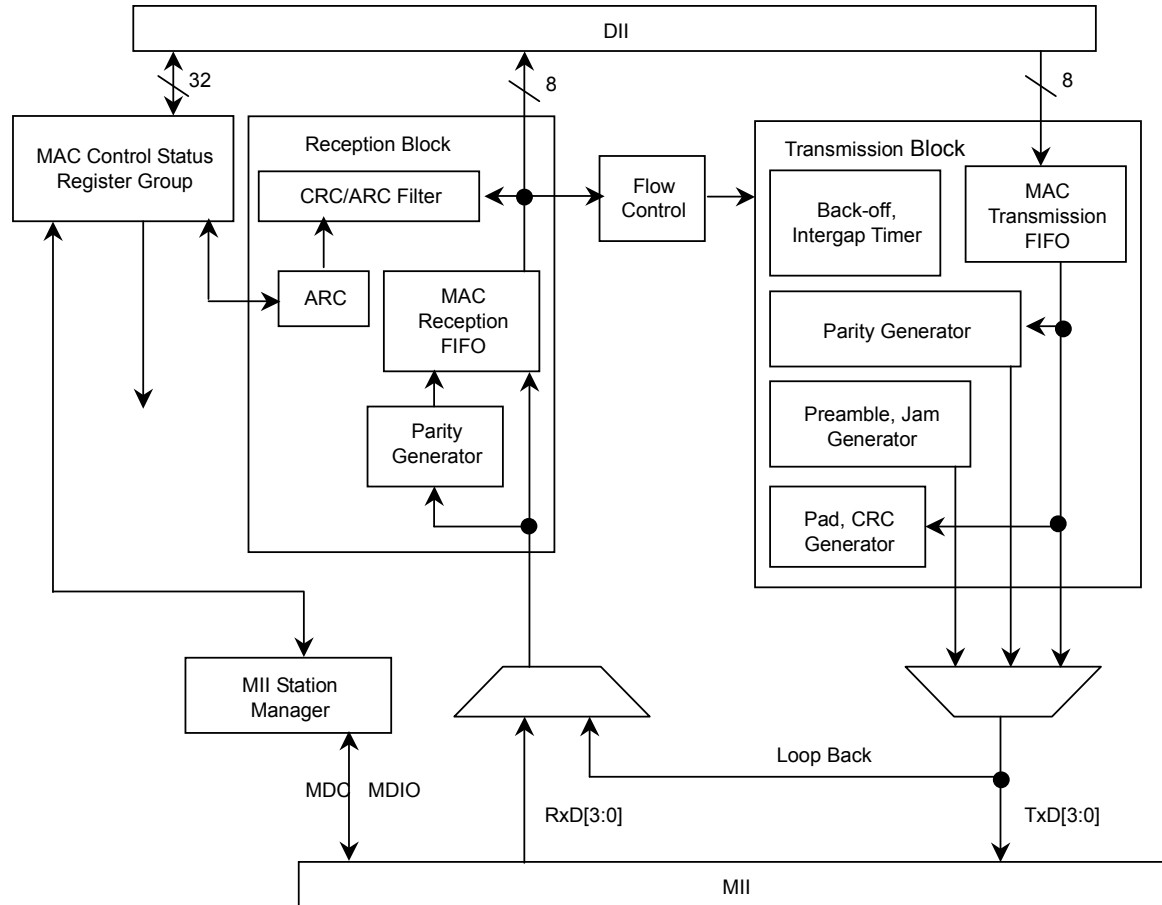 DII
32
8
8
MAC Control Status
Register Group
Reception Block
CRC/ARC Filter
ARC
MAC
Reception
FIFO
Parity
Generator
Flow
Control
Transmission Block
Back-off,
Intergap Timer
MAC
Transmission
FIFO
Parity Generator
Preamble, Jam
Generator
Pad, CRC
Generator
MII Station
Manager
Loop Back
MDC MDIO
RxD[3:0]
TxD[3:0]
MII